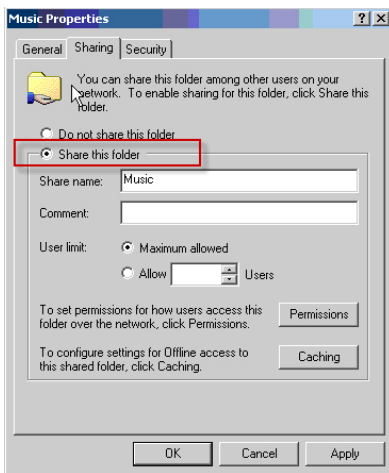 Music Properties
General Sharing Security
You can share this folder among other users on your
network. To enable sharing for this folder, click Share this
folder.
Do not share this folder
Share this folder
Share name: Music
Comment:
User limit: Maximum allowed
Allow Users
To set permissions for how users access this
folder over the network, click Permissions.
Permissions
To configure settings for Offline access to
this shared folder, click Caching.
Caching
OK Cancel Apply